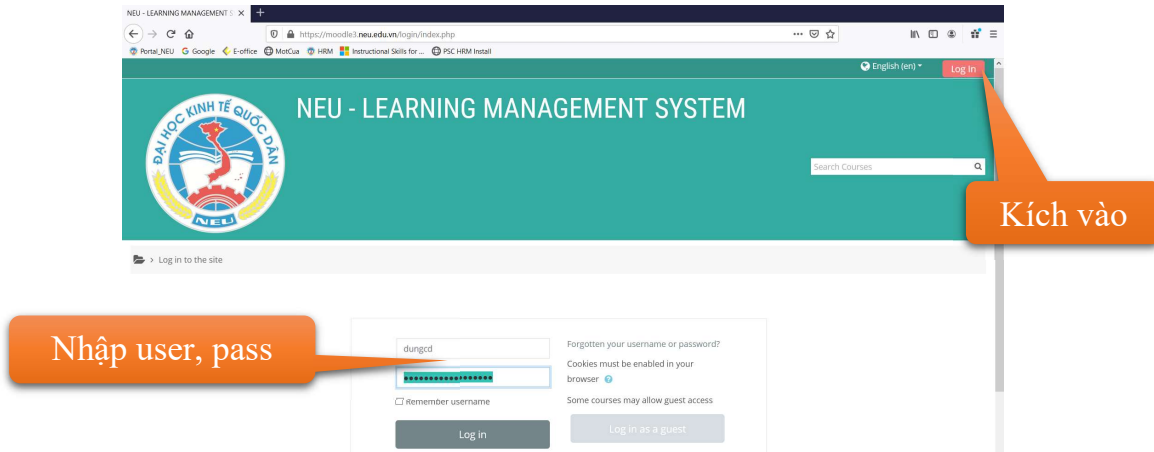 NEU - LEARNING MANAGEMENT S
https://moodle3.neu.edu.vn/login/index.php
Portal_NEU Google E-office MotCua HRM Instructional Skills for ... PSC HRM Install
English (en)
Log in
ĐẠI HỌC KINH TẾ QUỐC DÂN
NEU
NEU - LEARNING MANAGEMENT SYSTEM
Search Courses
Kích vào
> Log in to the site
Nhập user, pass
dungcd
Forgotten your username or password?
Cookies must be enabled in your
browser
Remember username
Some courses may allow guest access
Log in
Log in as a guest